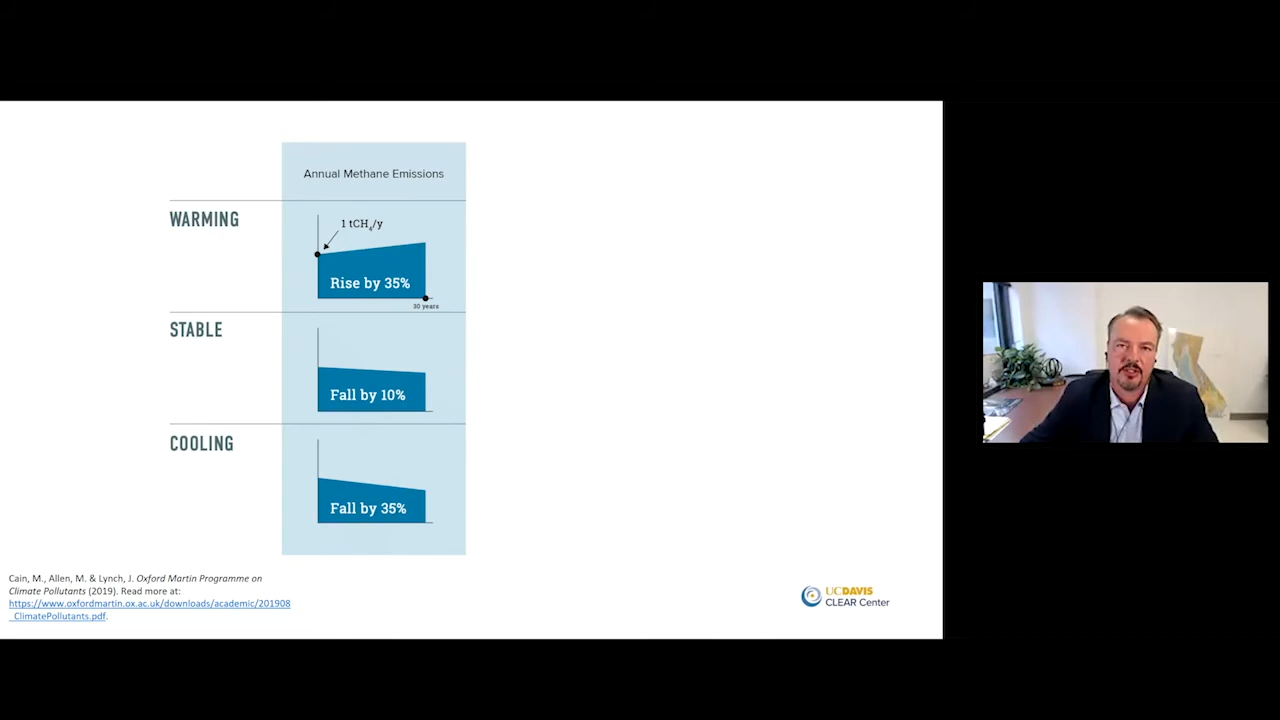 Annual Methane Emissions
WARMING
1 tCH₄/y
Rise by 35%
30 years
STABLE
Fall by 10%
COOLING
Fall by 35%
Cain, M., Allen, M. & Lynch, J. Oxford Martin Programme on
Climate Pollutants (2019). Read more at:
https://www.oxfordmartin.ox.ac.uk/downloads/academic/201908
_ClimatePollutants.pdf.
UCDAVIS
CLEAR Center